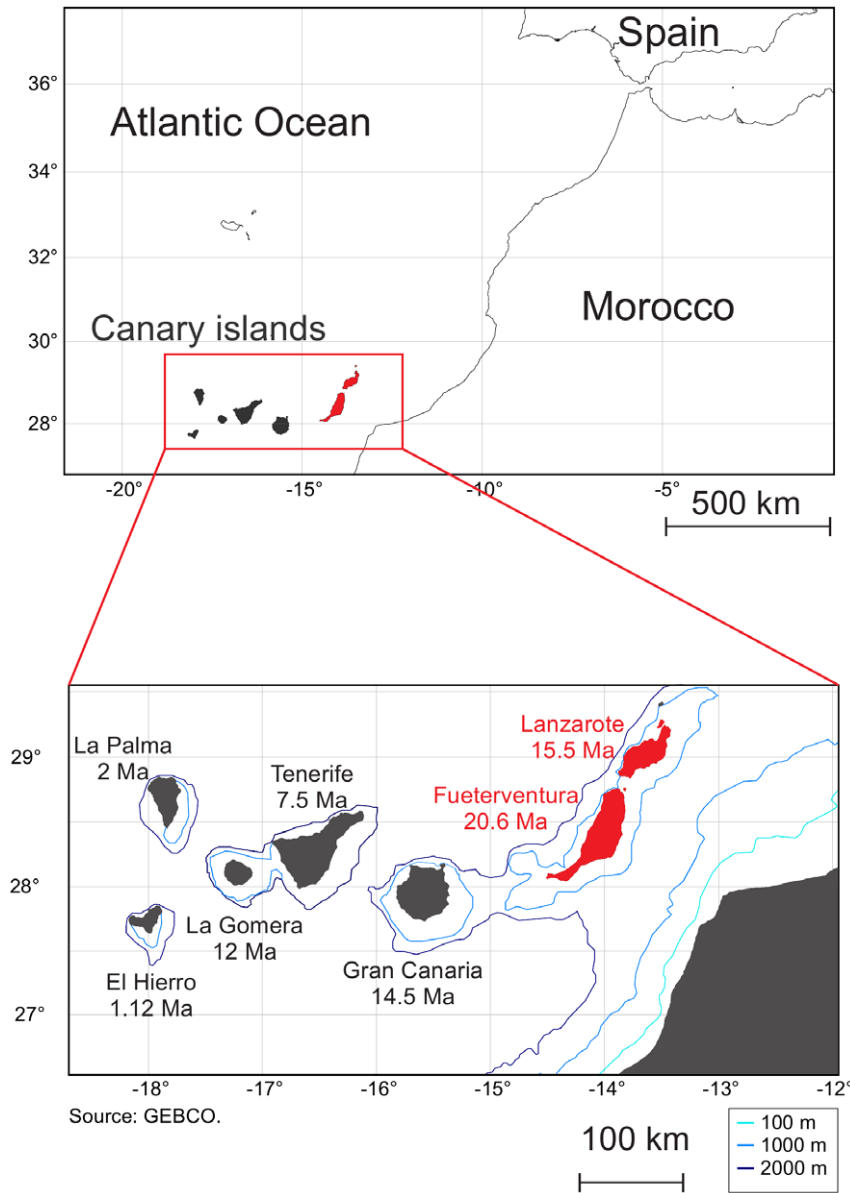 Spain
36°
Atlantic Ocean
34°
32°
Morocco
Canary islands
30°
28°
-20°
-15°
-10°
-5°
500 km
Lanzarote
15.5 Ma
La Palma
2 Ma
29°
Tenerife
7.5 Ma
Fueterventura
20.6 Ma
28°
La Gomera
12 Ma
Gran Canaria
14.5 Ma
El Hierro
1.12 Ma
27°
-18°
-17°
-16°
-15°
-14°
-13°
-12°
Source: GEBCO.
100 km
100 m
1000 m
2000 m